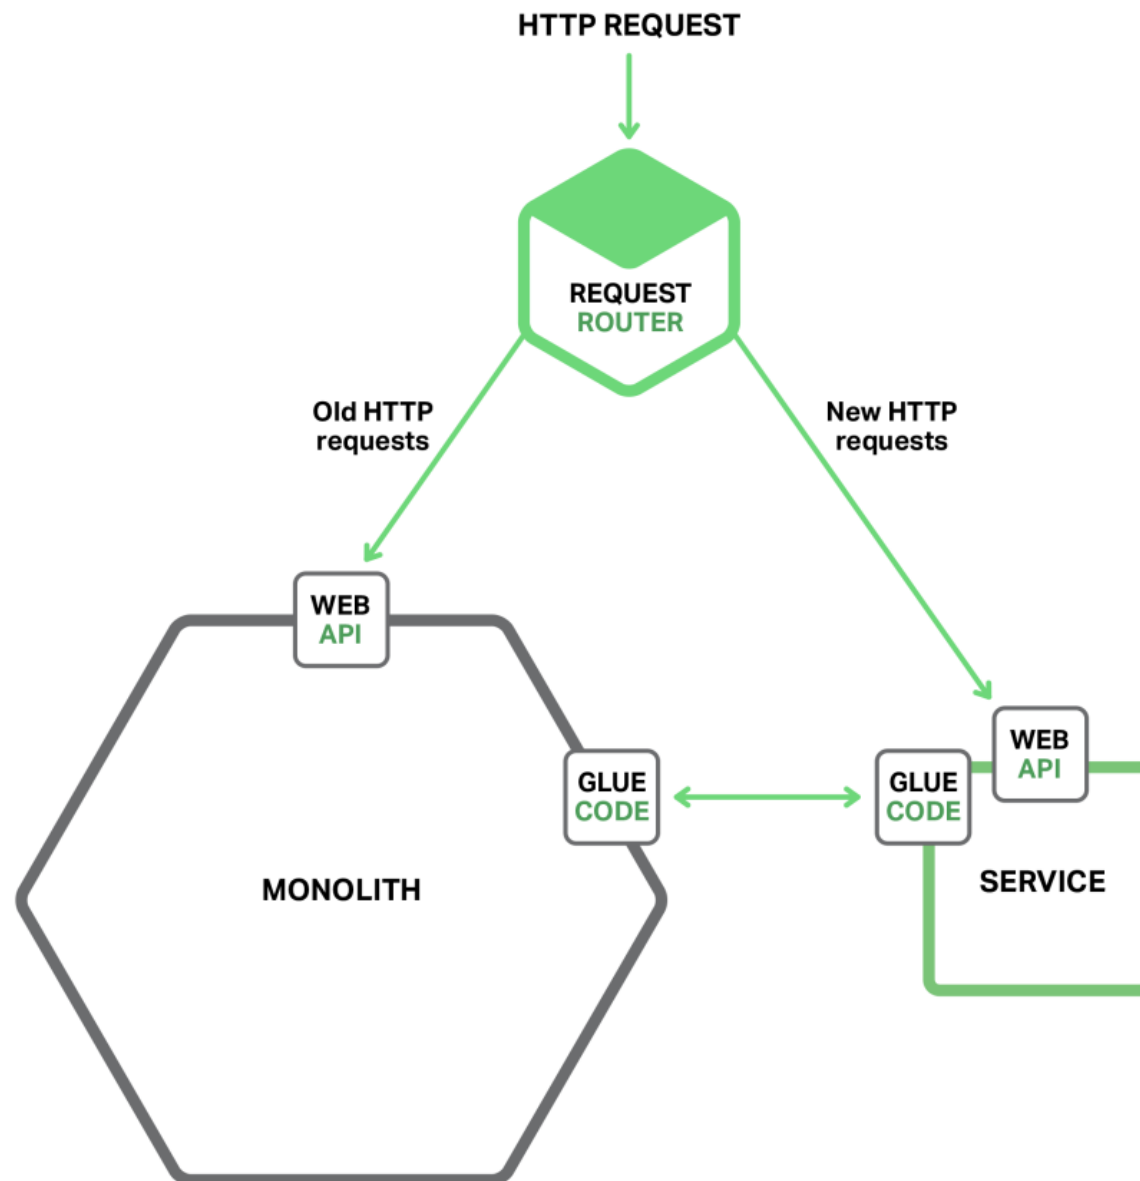 HTTP REQUEST
REQUEST
ROUTER
Old HTTP
requests
New HTTP
requests
WEB
API
WEB
API
GLUE
CODE
GLUE
CODE
MONOLITH
SERVICE